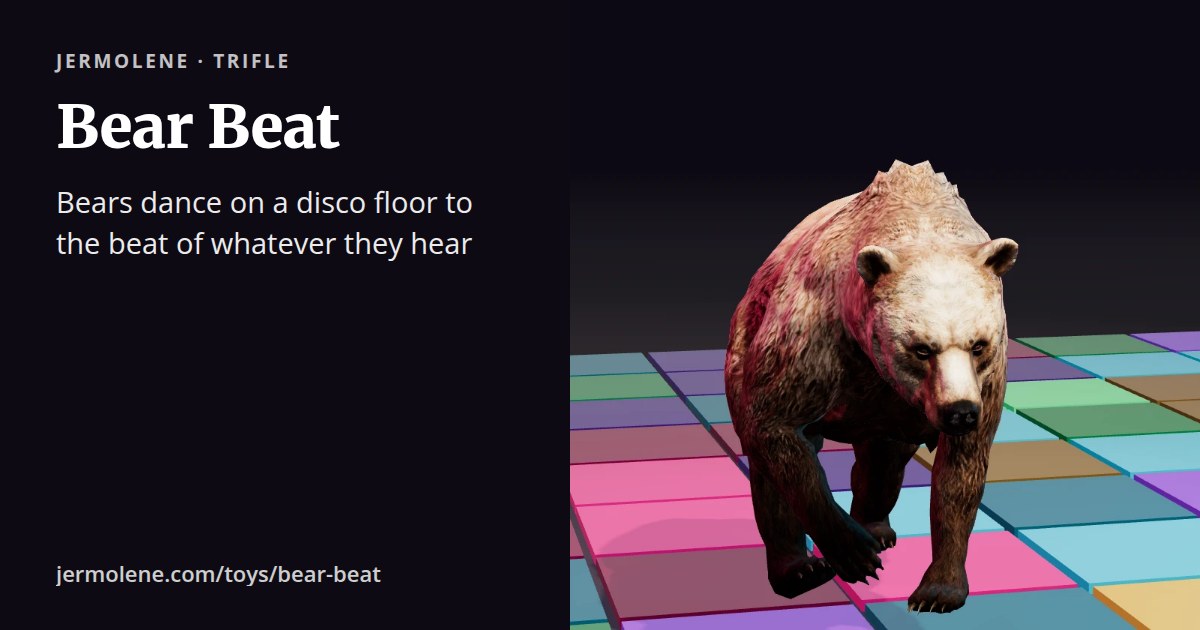 JERMOLENE · TRIFLE
Bear Beat
Bears dance on a disco floor to
the beat of whatever they hear
jermolene.com/toys/bear-beat